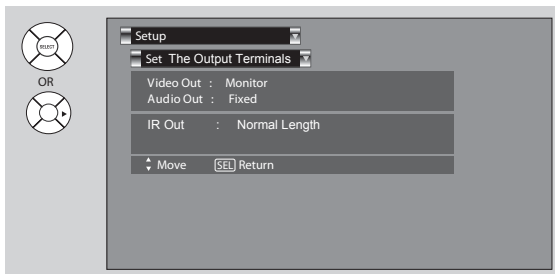 SELECT
OR
Setup
Set The Output Terminals
Video Out : Monitor
Audio Out : Fixed
IR Out : Normal Length
Move SEL Return